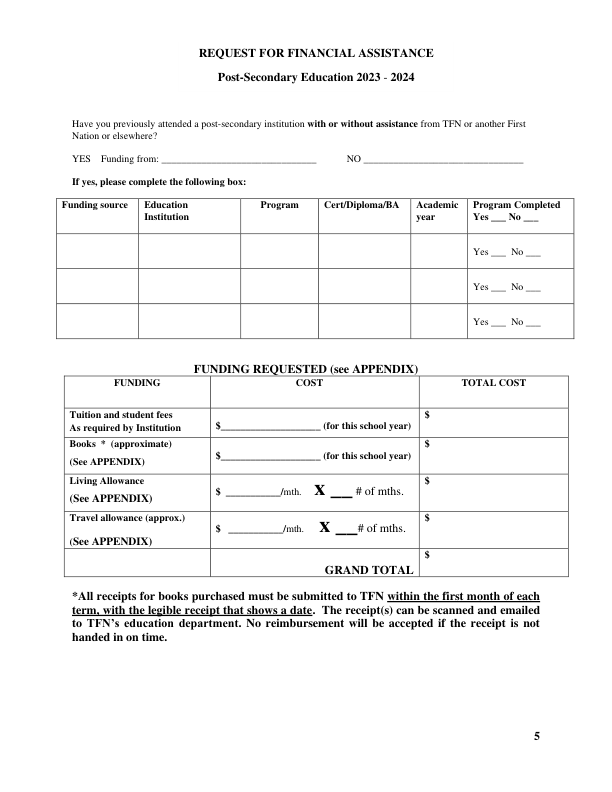 REQUEST FOR FINANCIAL ASSISTANCE
Post-Secondary Education 2023 - 2024
Have you previously attended a post-secondary institution with or without assistance from TFN or another First
Nation or elsewhere?
YES Funding from: ________________________________ NO _________________________________
If yes, please complete the following box:
Funding source Education Institution Program Cert/Diploma/BA Academic year Program Completed Yes ___ No ___
Yes ___ No ___
Yes ___ No ___
Yes ___ No ___
FUNDING REQUESTED (see APPENDIX)
FUNDING COST TOTAL COST
Tuition and student fees
As required by Institution
$____________________ (for this school year) $
Books * (approximate)
(See APPENDIX)
$____________________ (for this school year) $
Living Allowance
(See APPENDIX)
$ ___________/mth. X __ # of mths. $
Travel allowance (approx.)
(See APPENDIX)
$ ___________/mth. X __# of mths. $
GRAND TOTAL $
*All receipts for books purchased must be submitted to TFN within the first month of each
term, with the legible receipt that shows a date. The receipt(s) can be scanned and emailed
to TFN's education department. No reimbursement will be accepted if the receipt is not
handed in on time.
5